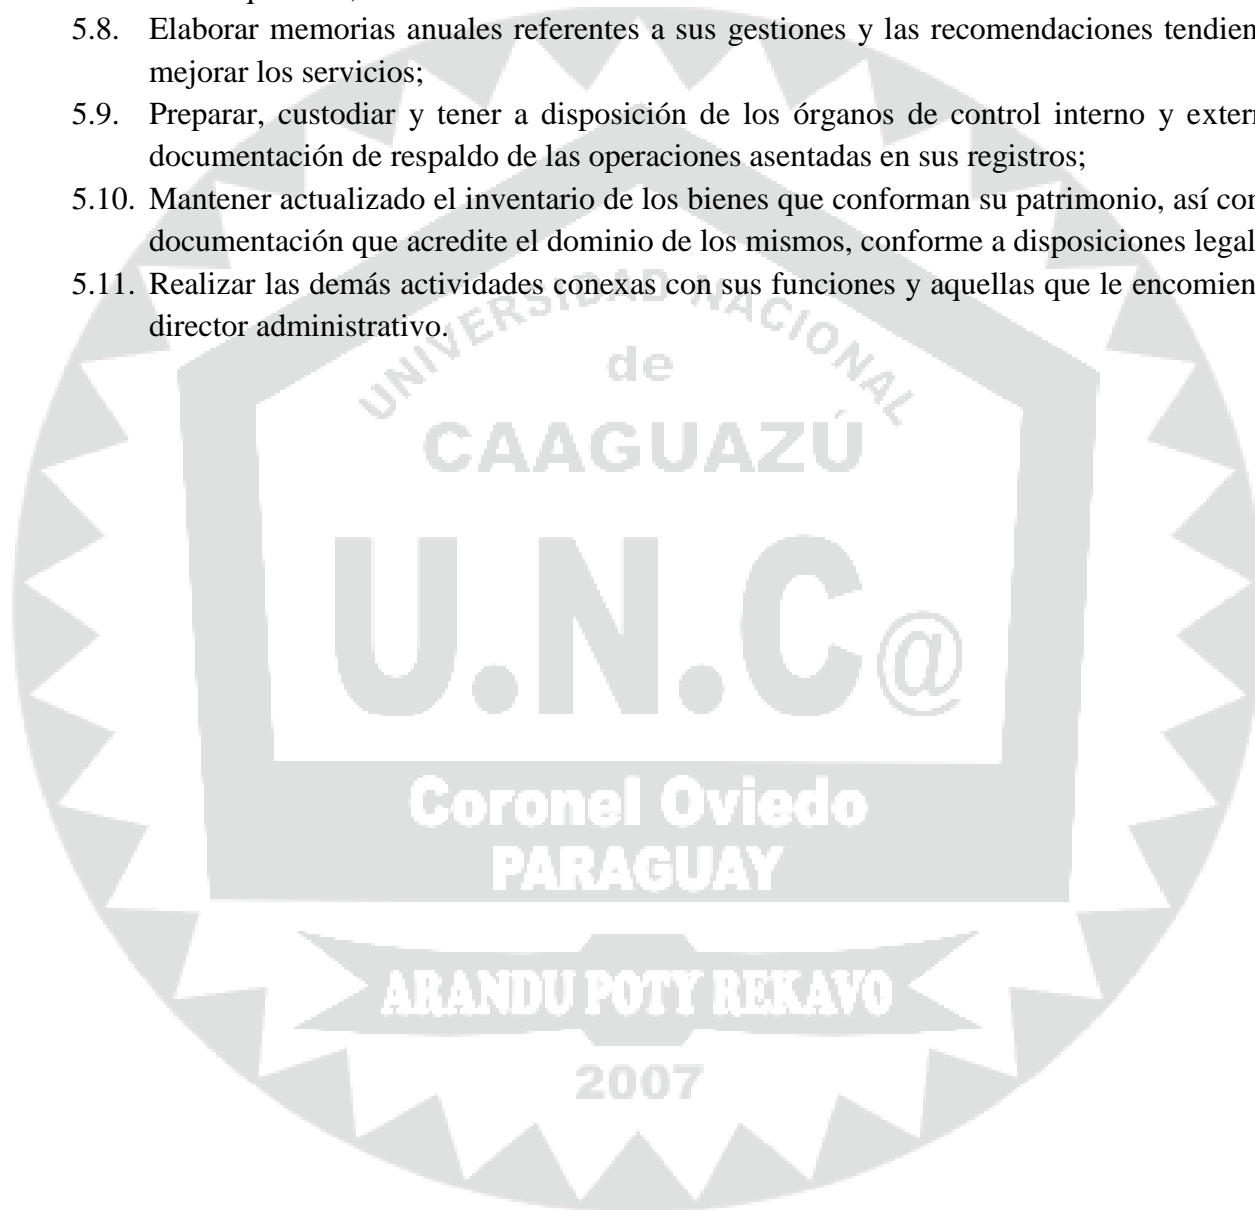 5.8. Elaborar memorias anuales referentes a sus gestiones y las recomendaciones tendien
mejorar los servicios;
5.9. Preparar, custodiar y tener a disposición de los órganos de control interno y extern
documentación de respaldo de las operaciones asentadas en sus registros;
5.10. Mantener actualizado el inventario de los bienes que conforman su patrimonio, así com
documentación que acredite el dominio de los mismos, conforme a disposiciones legal
5.11. Realizar las demás actividades conexas con sus funciones y aquellas que le encomien
director administrativo.
UNIVERSIDAD NACIONAL
de
CAAGUAZÚ
U.N.C@
Coronel Oviedo
PARAGUAY
ARANDU POTY REKAVO
2007